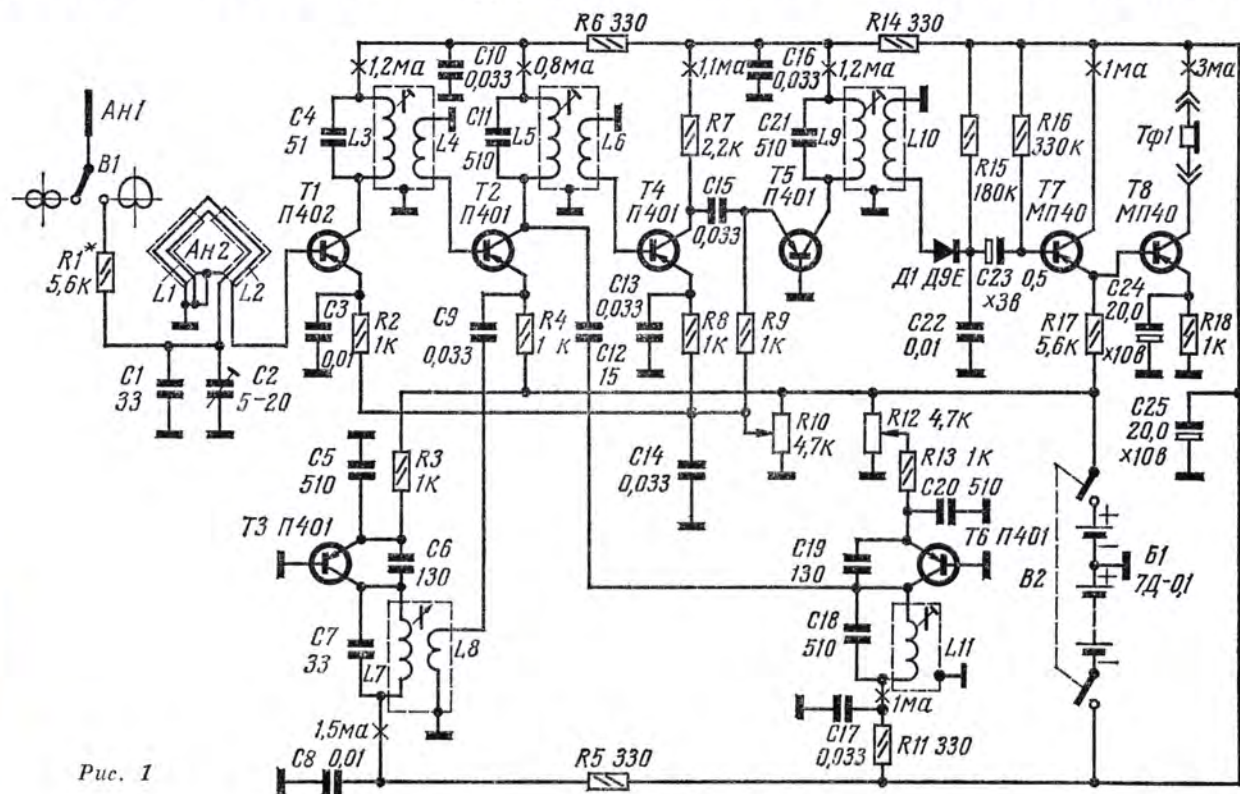 R6 330
R14 330
C10
0,033
1,2ма
0,8ма
1,1ма
C16
0,033
1,2ма
1ма
3ма
Ан1
В1
C4
51
L3
L4
C11
510
L5
L6
R7
2,2к
C21
510
L9
L10
R15
180к
R16
330к
Тф1
T1
П402
T2
П401
T4
П401
C15
0,033
T5
П401
T7
МП40
T8
МП40
R1*
5,6к
Ан2
L1
L2
Д1 Д9Е
C23 0,5
х3в
C3
0,01
R2
1к
C9
0,033
R4
1 к
C12
15
C13
0,033
R8
1к
R9
1к
C22
0,01
R17
5,6к
C24
20,0
х10в
R18
1к
C1
33
C2
5-20
C5
510
R3
1к
C14
0,033
R10
4,7к
R12 4,7к
R13 1к
C20
510
C25
20,0
х10в
T3 П401
C6
130
C19
130
T6 П401
В2
Б1
7Д-0,1
+
−
+
−
C7
33
L7
L8
C18
510
L11
1,5ма
1ма
C8 0,01
R5 330
C17
0,033
R11 330
Рис. 1